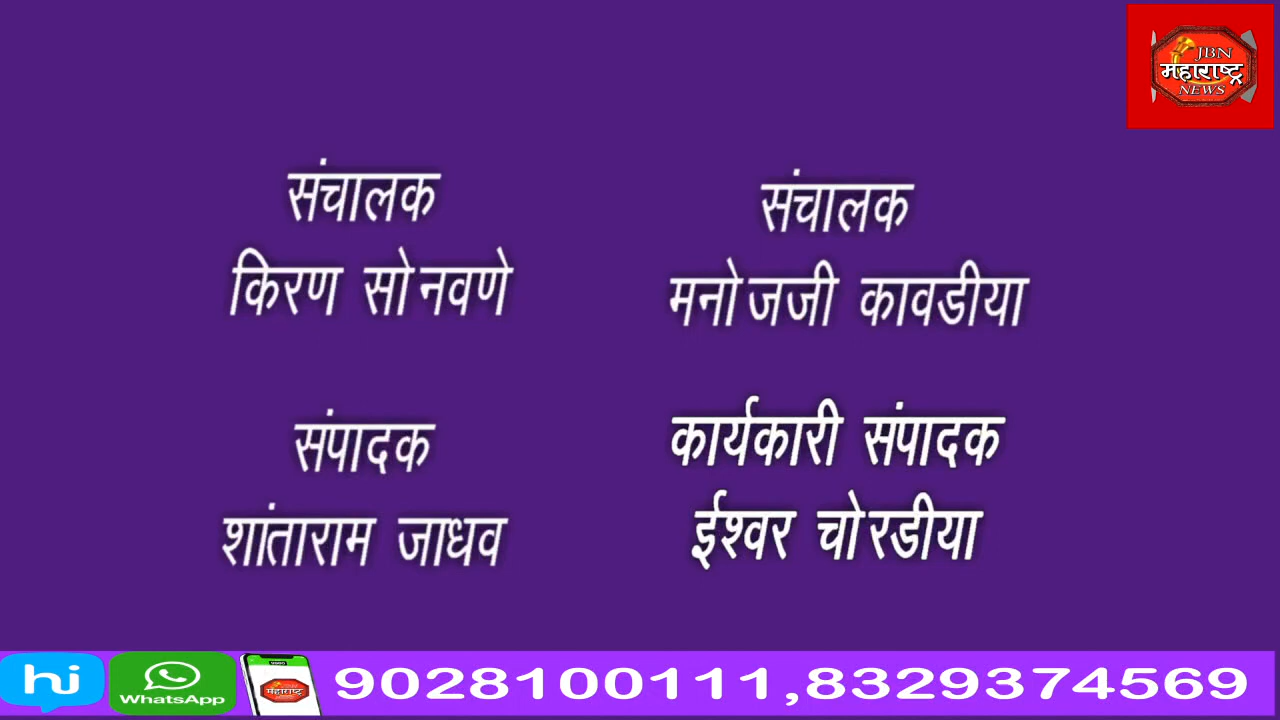 JBN
महाराष्ट्र
NEWS
संचालक
किरण सोनवणे
संचालक
मनोजजी कावडीया
संपादक
शांताराम जाधव
कार्यकारी संपादक
ईश्वर चोरडीया
hi
WhatsApp
महाराष्ट्र
9028100111,8329374569